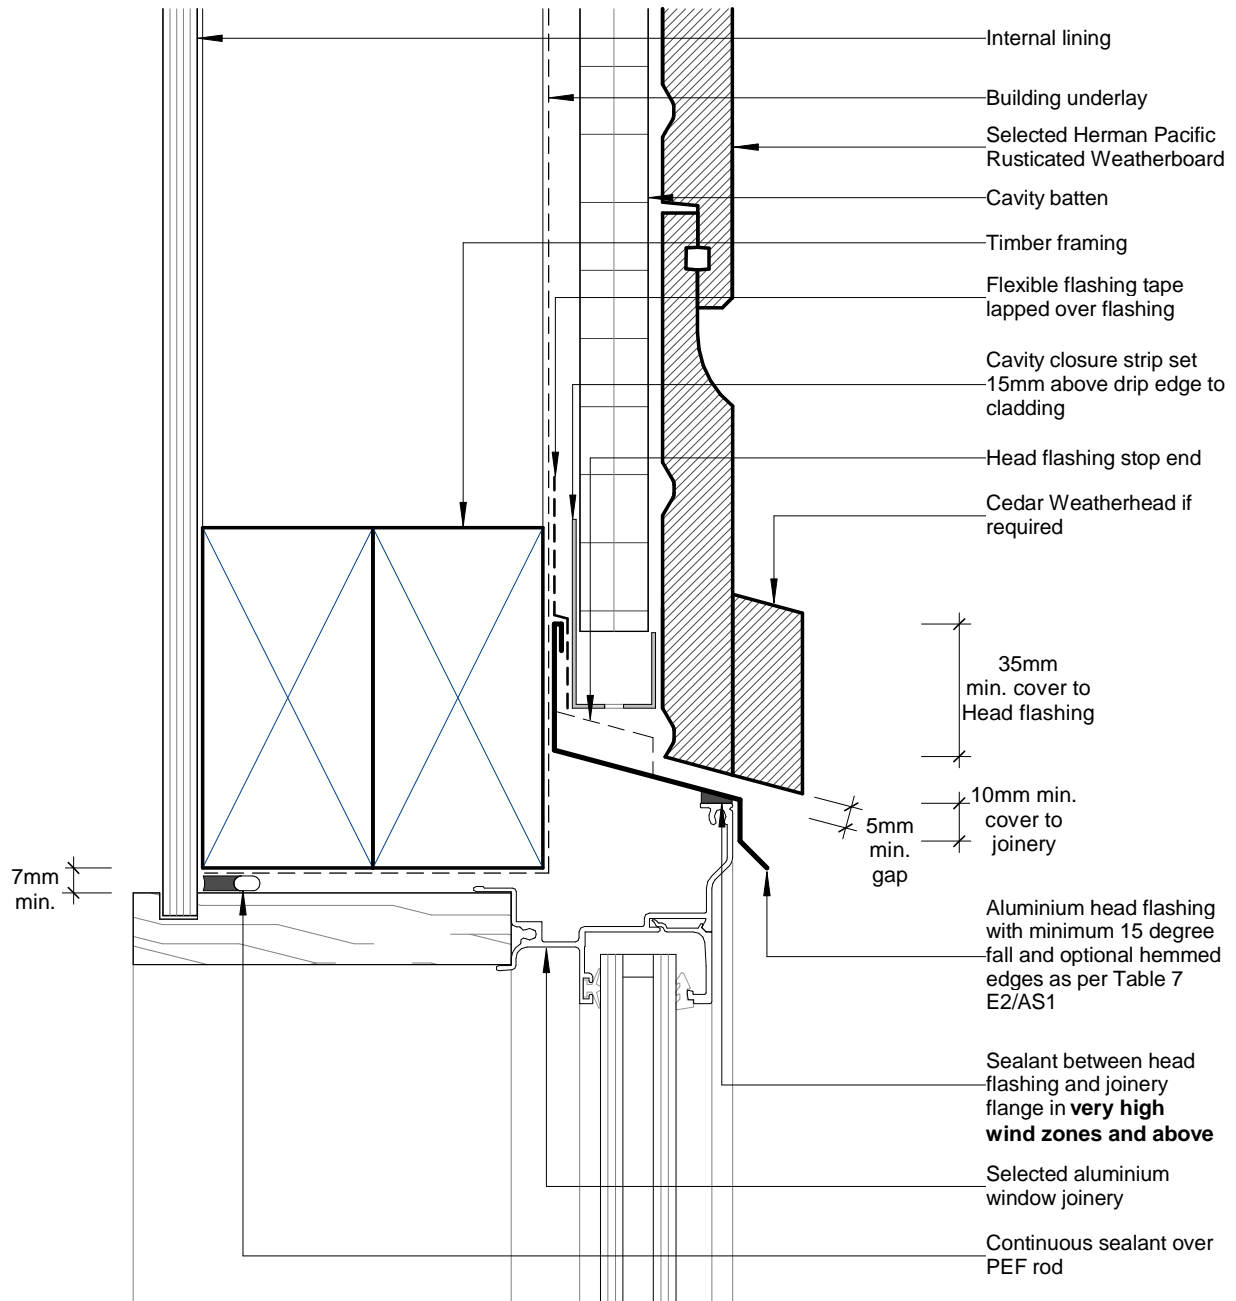 Internal lining
Building underlay
Selected Herman Pacific
Rusticated Weatherboard
Cavity batten
Timber framing
Flexible flashing tape
lapped over flashing
Cavity closure strip set
15mm above drip edge to
cladding
Head flashing stop end
Cedar Weatherhead if
required
35mm
min. cover to
Head flashing
10mm min.
cover to
joinery
5mm
min.
gap
7mm
min.
Aluminium head flashing
with minimum 15 degree
fall and optional hemmed
edges as per Table 7
E2/AS1
Sealant between head
flashing and joinery
flange in very high
wind zones and above
Selected aluminium
window joinery
Continuous sealant over
PEF rod